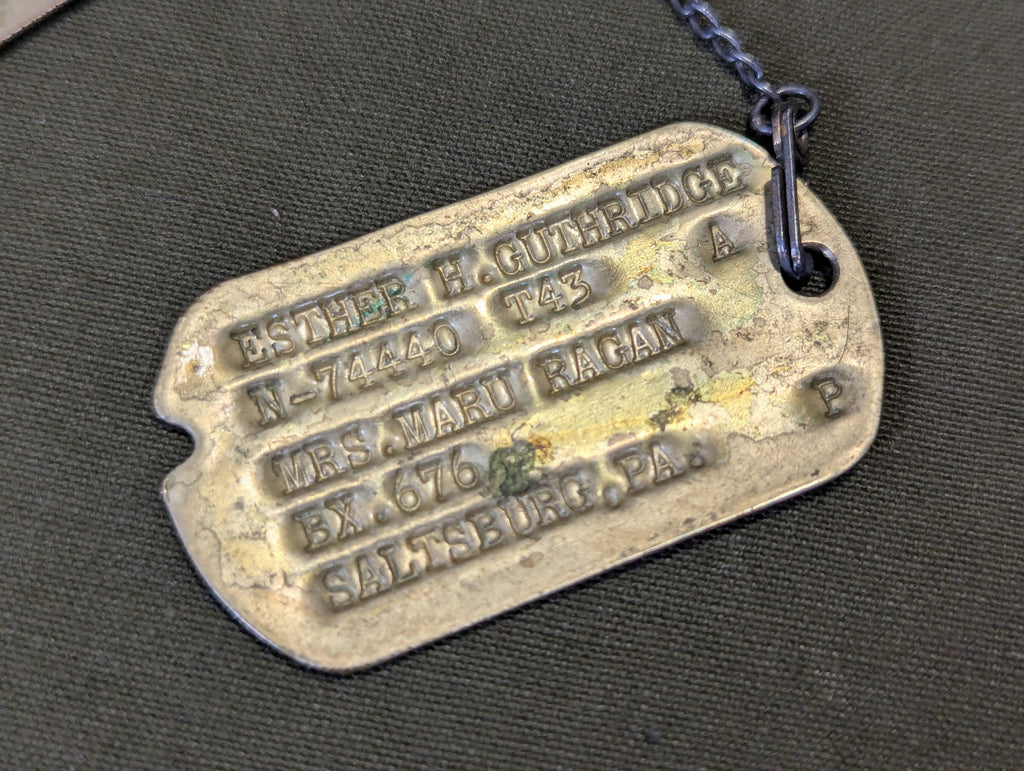 ESTHER H.GUTHRIDGE
N-74440 T43 A
MRS.MARU RAGAN
BX.676 P
SALTSBURG.PA.